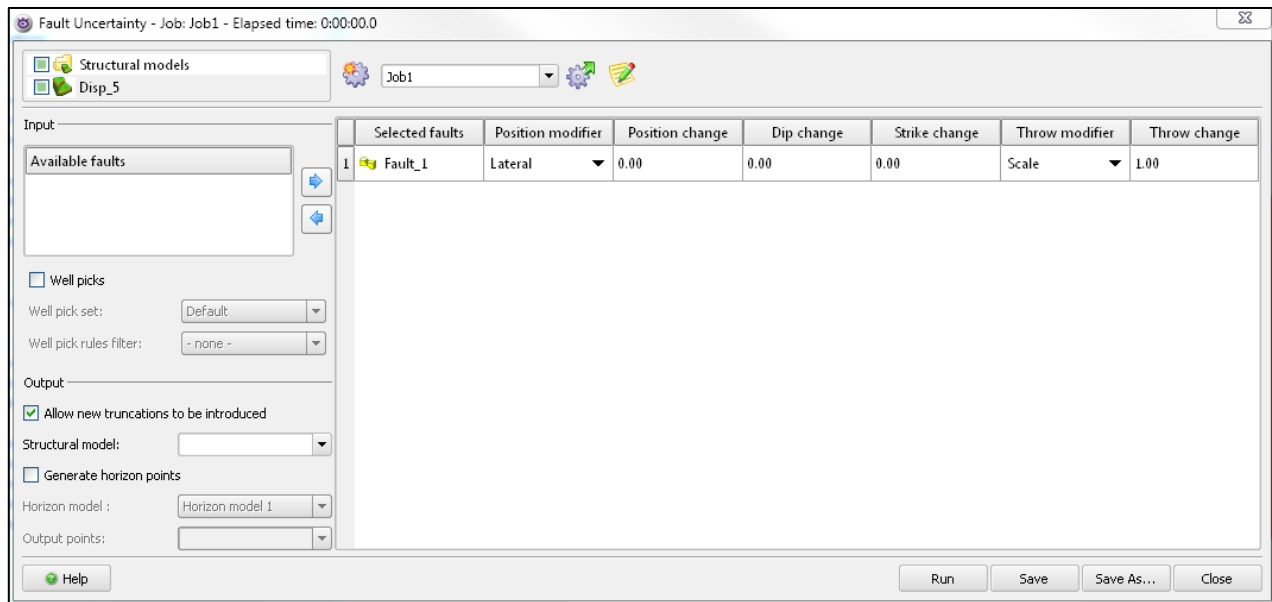 Fault Uncertainty - Job: Job1 - Elapsed time: 0:00:00.0
Structural models
Disp_5
Job1
Input
Available faults
Well picks
Well pick set: Default
Well pick rules filter: - none -
Output
Allow new truncations to be introduced
Structural model:
Generate horizon points
Horizon model : Horizon model 1
Output points:
Selected faults Position modifier Position change Dip change Strike change Throw modifier Throw change
1 Fault_1 Lateral 0.00 0.00 0.00 Scale 1.00
Help Run Save Save As... Close